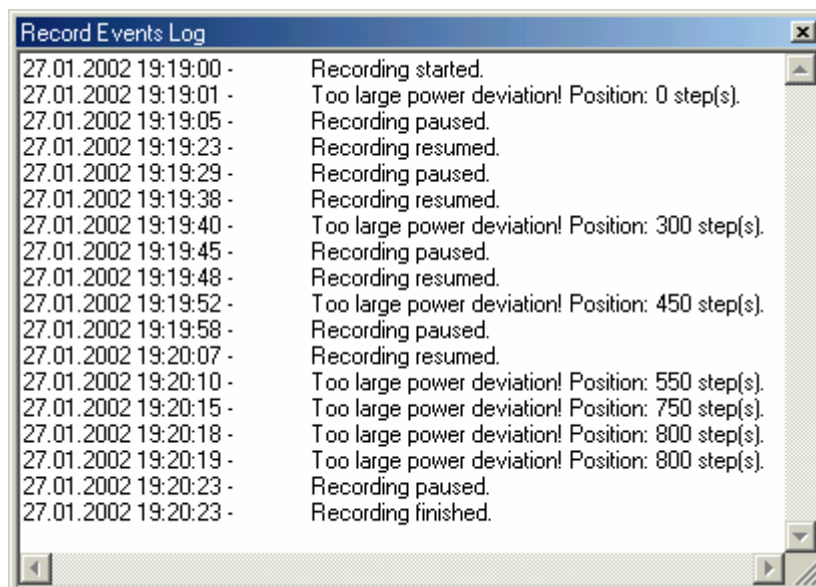 Record Events Log
27.01.2002 19:19:00 - Recording started.
27.01.2002 19:19:01 - Too large power deviation! Position: 0 step(s).
27.01.2002 19:19:05 - Recording paused.
27.01.2002 19:19:23 - Recording resumed.
27.01.2002 19:19:29 - Recording paused.
27.01.2002 19:19:38 - Recording resumed.
27.01.2002 19:19:40 - Too large power deviation! Position: 300 step(s).
27.01.2002 19:19:45 - Recording paused.
27.01.2002 19:19:48 - Recording resumed.
27.01.2002 19:19:52 - Too large power deviation! Position: 450 step(s).
27.01.2002 19:19:58 - Recording paused.
27.01.2002 19:20:07 - Recording resumed.
27.01.2002 19:20:10 - Too large power deviation! Position: 550 step(s).
27.01.2002 19:20:15 - Too large power deviation! Position: 750 step(s).
27.01.2002 19:20:18 - Too large power deviation! Position: 800 step(s).
27.01.2002 19:20:19 - Too large power deviation! Position: 800 step(s).
27.01.2002 19:20:23 - Recording paused.
27.01.2002 19:20:23 - Recording finished.